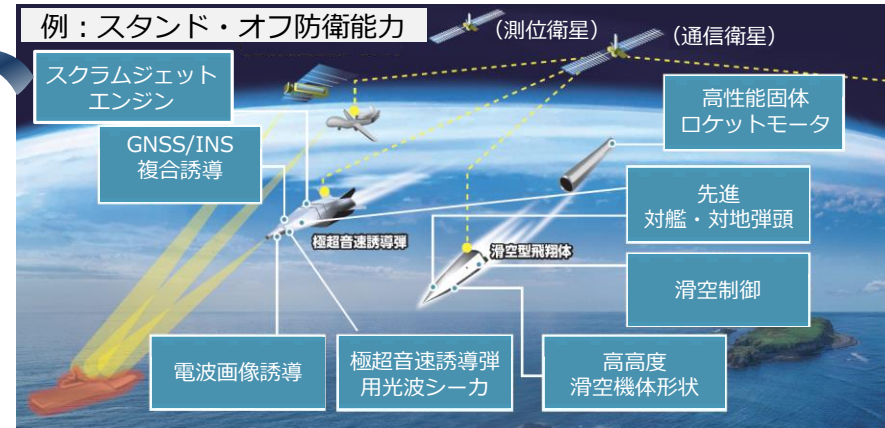 例：スタンド・オフ防衛能力
（測位衛星）
（通信衛星）
スクラムジェット
エンジン
高性能固体
ロケットモータ
GNSS/INS
複合誘導
先進
対艦・対地弾頭
極超音速誘導弾
滑空型飛翔体
滑空制御
電波画像誘導
極超音速誘導弾
用光波シーカ
高高度
滑空機体形状